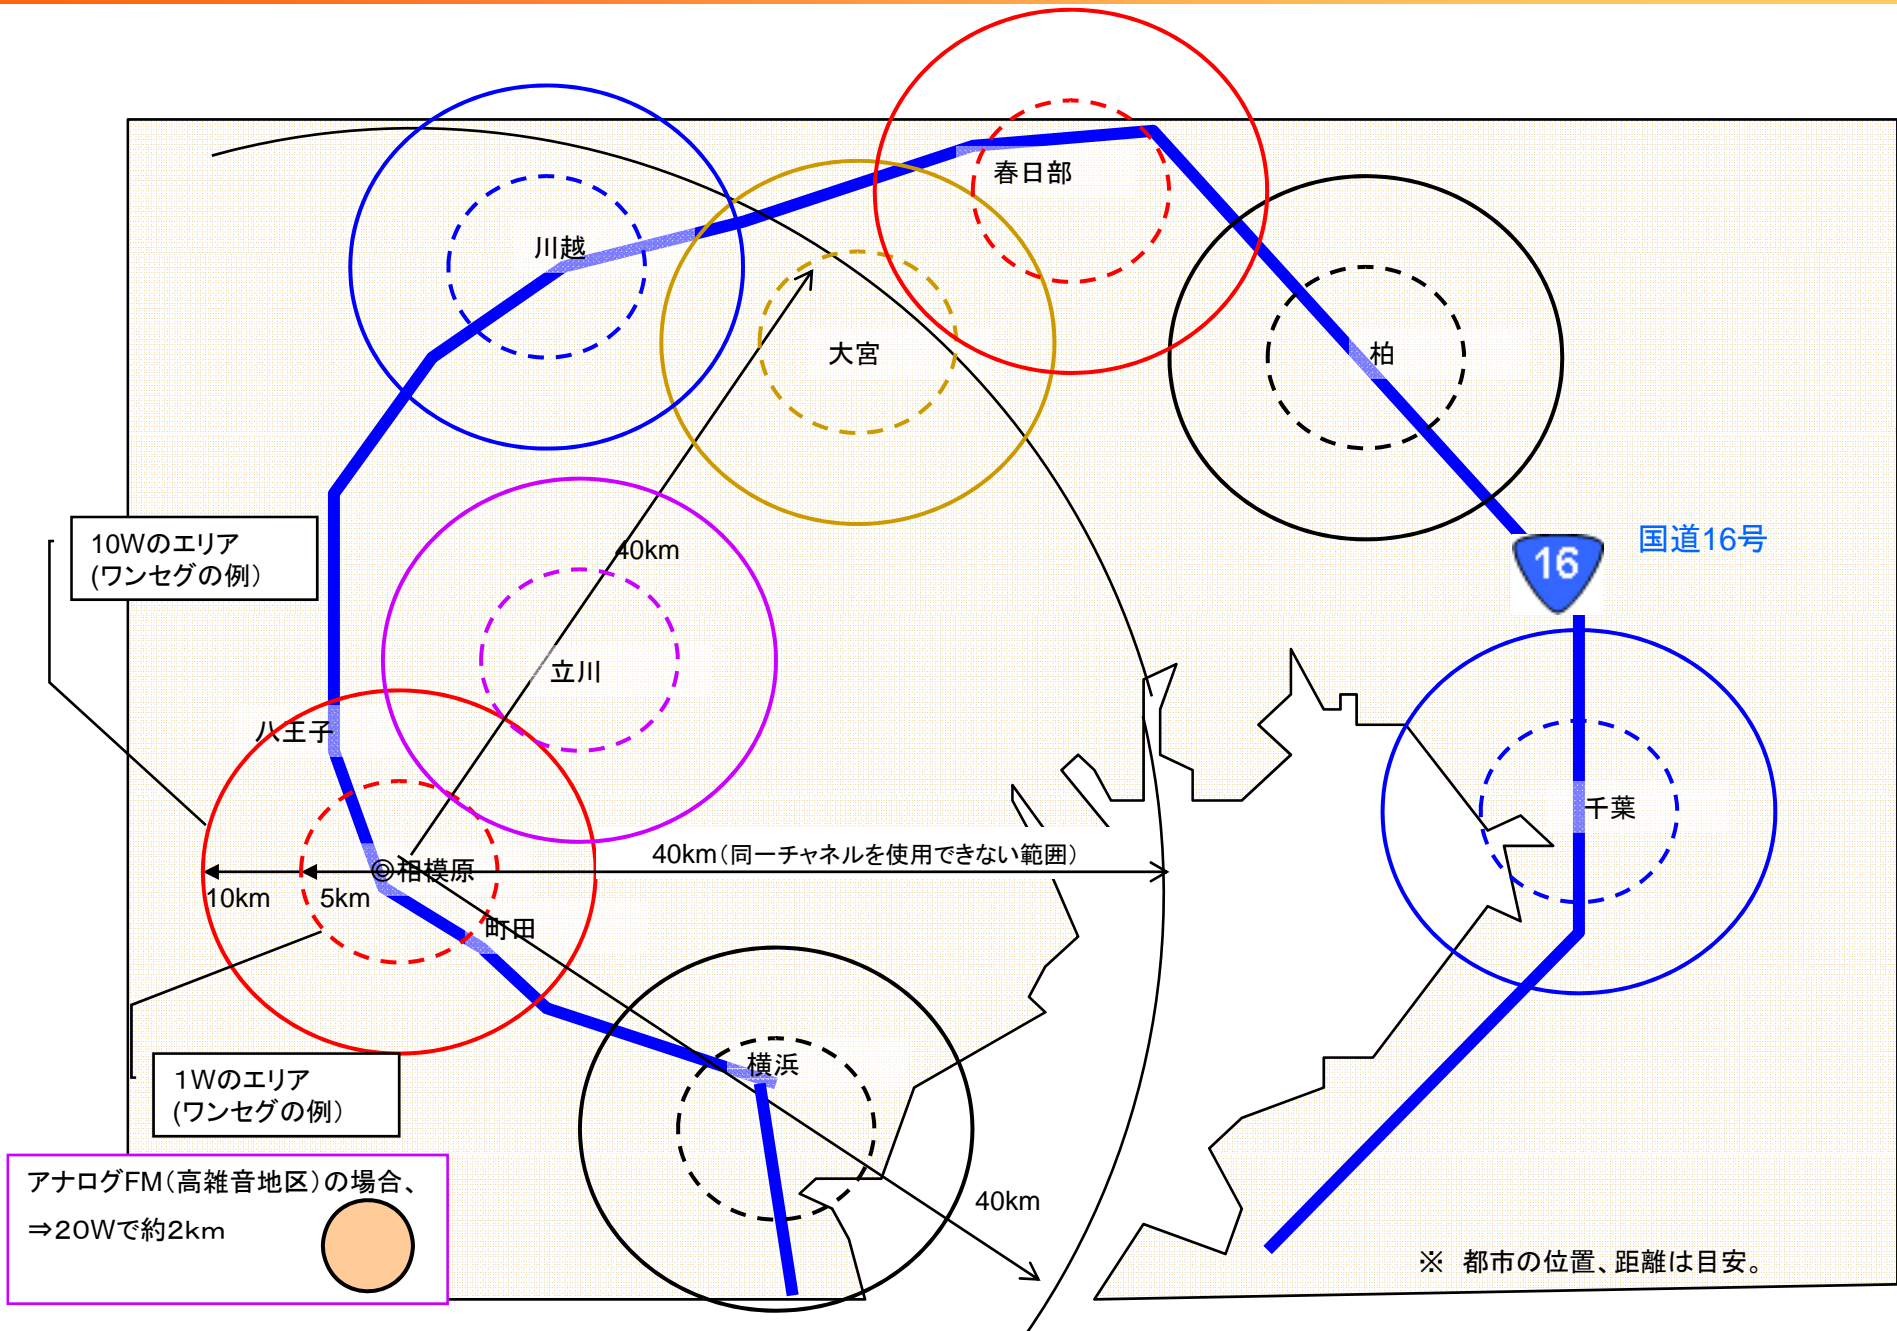 春日部
川越
大宮
柏
10Wのエリア
(ワンセグの例)
40km
国道16号
16
立川
八王子
千葉
40km(同一チャネルを使用できない範囲)
◎相模原
10km
5km
町田
横浜
1Wのエリア
(ワンセグの例)
アナログFM(高雑音地区)の場合、
⇒20Wで約2km
40km
※ 都市の位置、距離は目安。